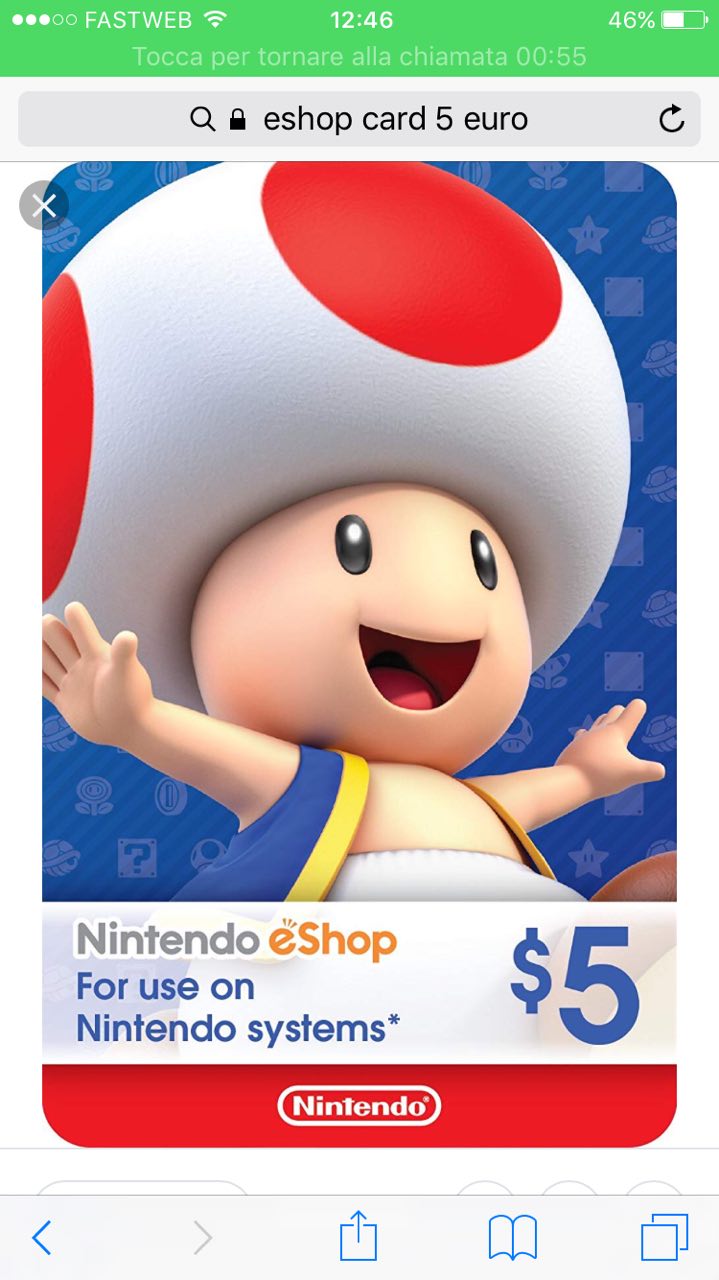 FASTWEB 12:46 46%
Tocca per tornare alla chiamata 00:55
eshop card 5 euro
?
Nintendo eShop
$5
For use on
Nintendo systems*
Nintendo®